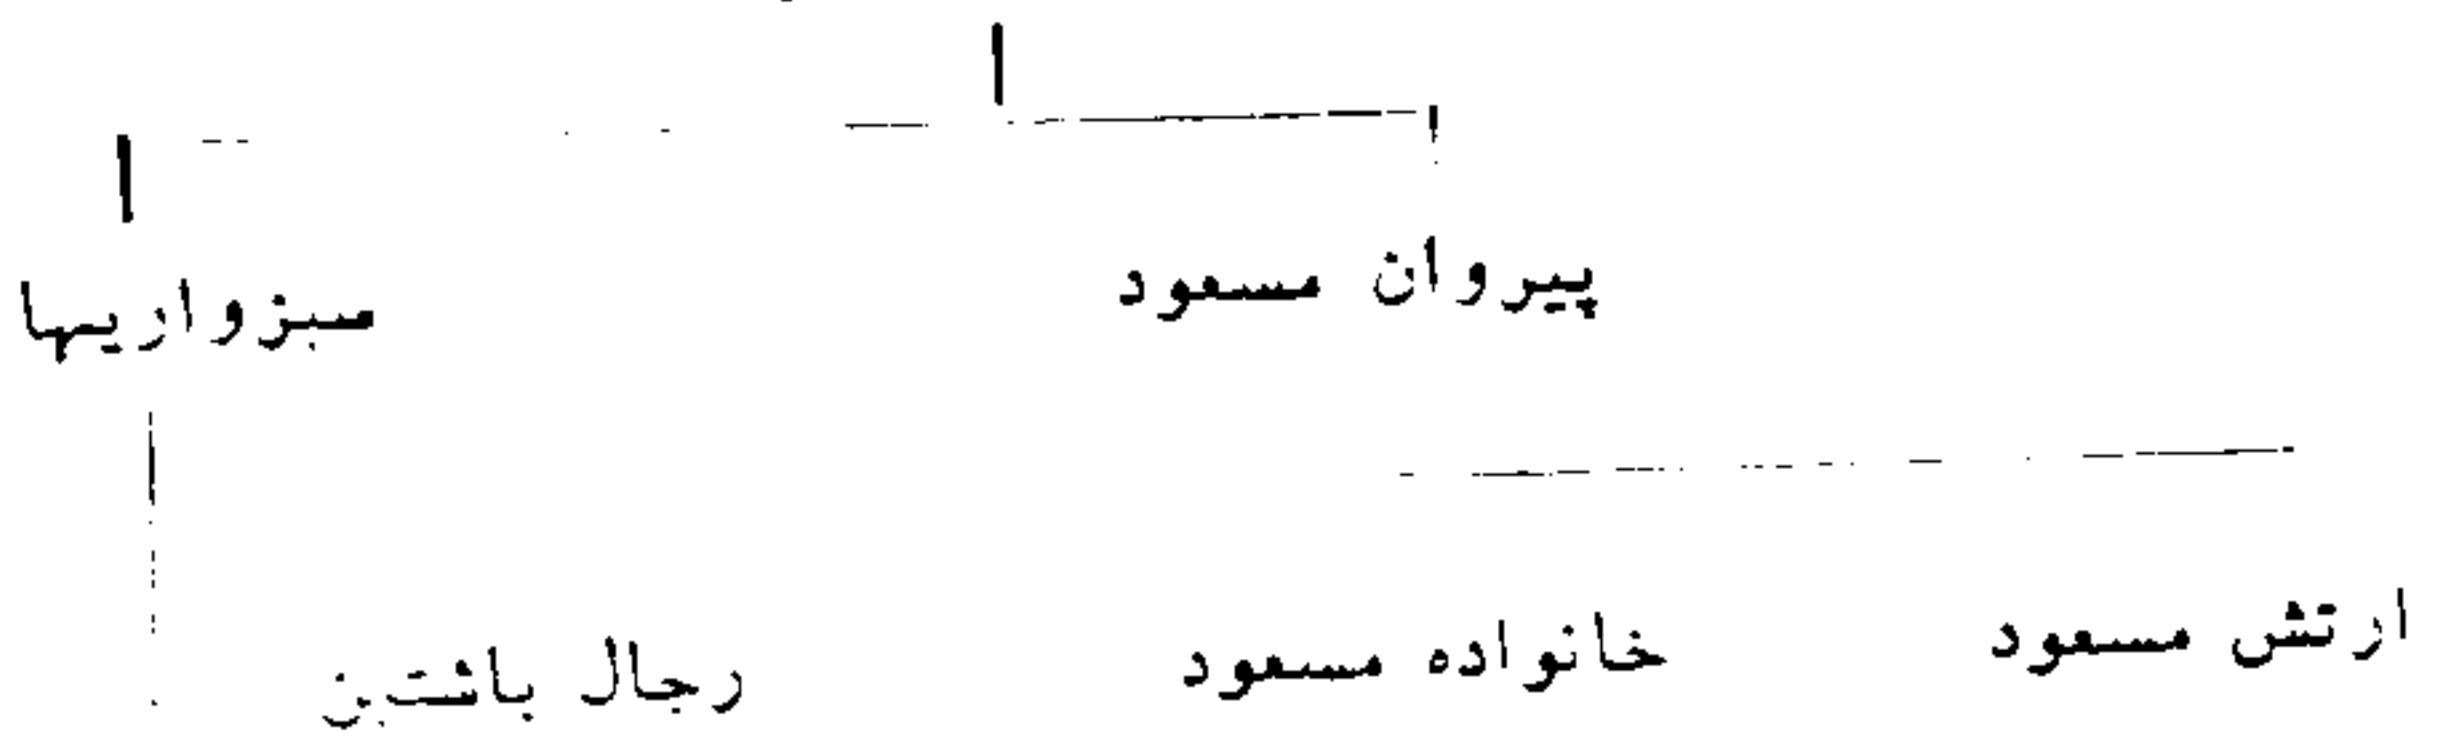 پیروان مسعود
سبزواریها
ارتش مسعود
خانواده مسعود
رجال باشتین